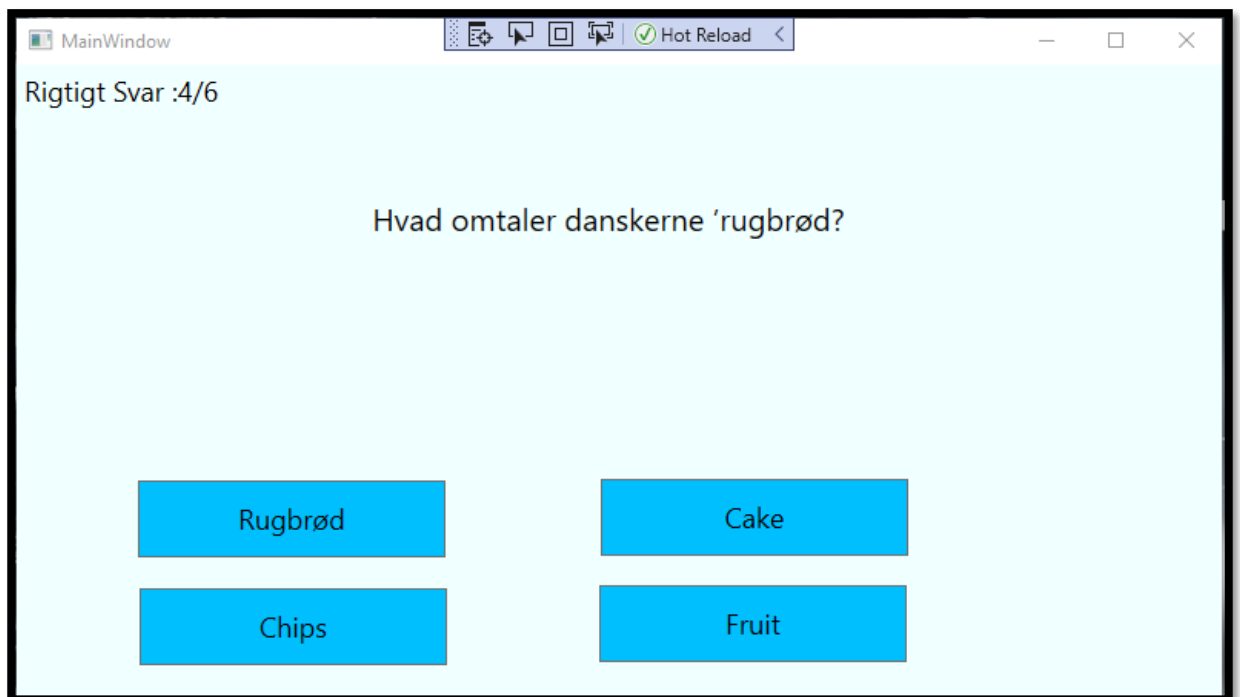 MainWindow
Hot Reload
Rigtigt Svar :4/6
Hvad omtaler danskerne ‘rugbrød?
Rugbrød
Cake
Chips
Fruit